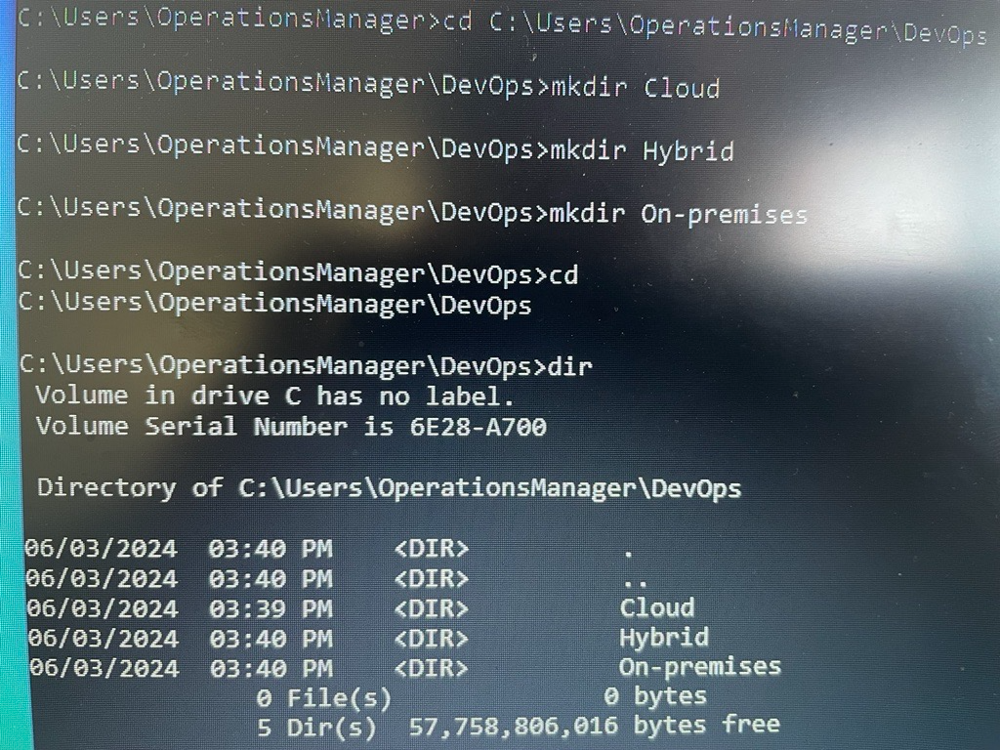 C:\Users\OperationsManager>cd C:\Users\OperationsManager\DevOps
C:\Users\OperationsManager\DevOps>mkdir Cloud
C:\Users\OperationsManager\DevOps>mkdir Hybrid
C:\Users\OperationsManager\DevOps>mkdir On-premises
C:\Users\OperationsManager\DevOps>cd
C:\Users\OperationsManager\DevOps
C:\Users\OperationsManager\DevOps>dir
Volume in drive C has no label.
Volume Serial Number is 6E28-A700
Directory of C:\Users\OperationsManager\DevOps
06/03/2024  03:40 PM    <DIR>          .
06/03/2024  03:40 PM    <DIR>          ..
06/03/2024  03:39 PM    <DIR>          Cloud
06/03/2024  03:40 PM    <DIR>          Hybrid
06/03/2024  03:40 PM    <DIR>          On-premises
0 File(s)              0 bytes
5 Dir(s)  57,758,806,016 bytes free